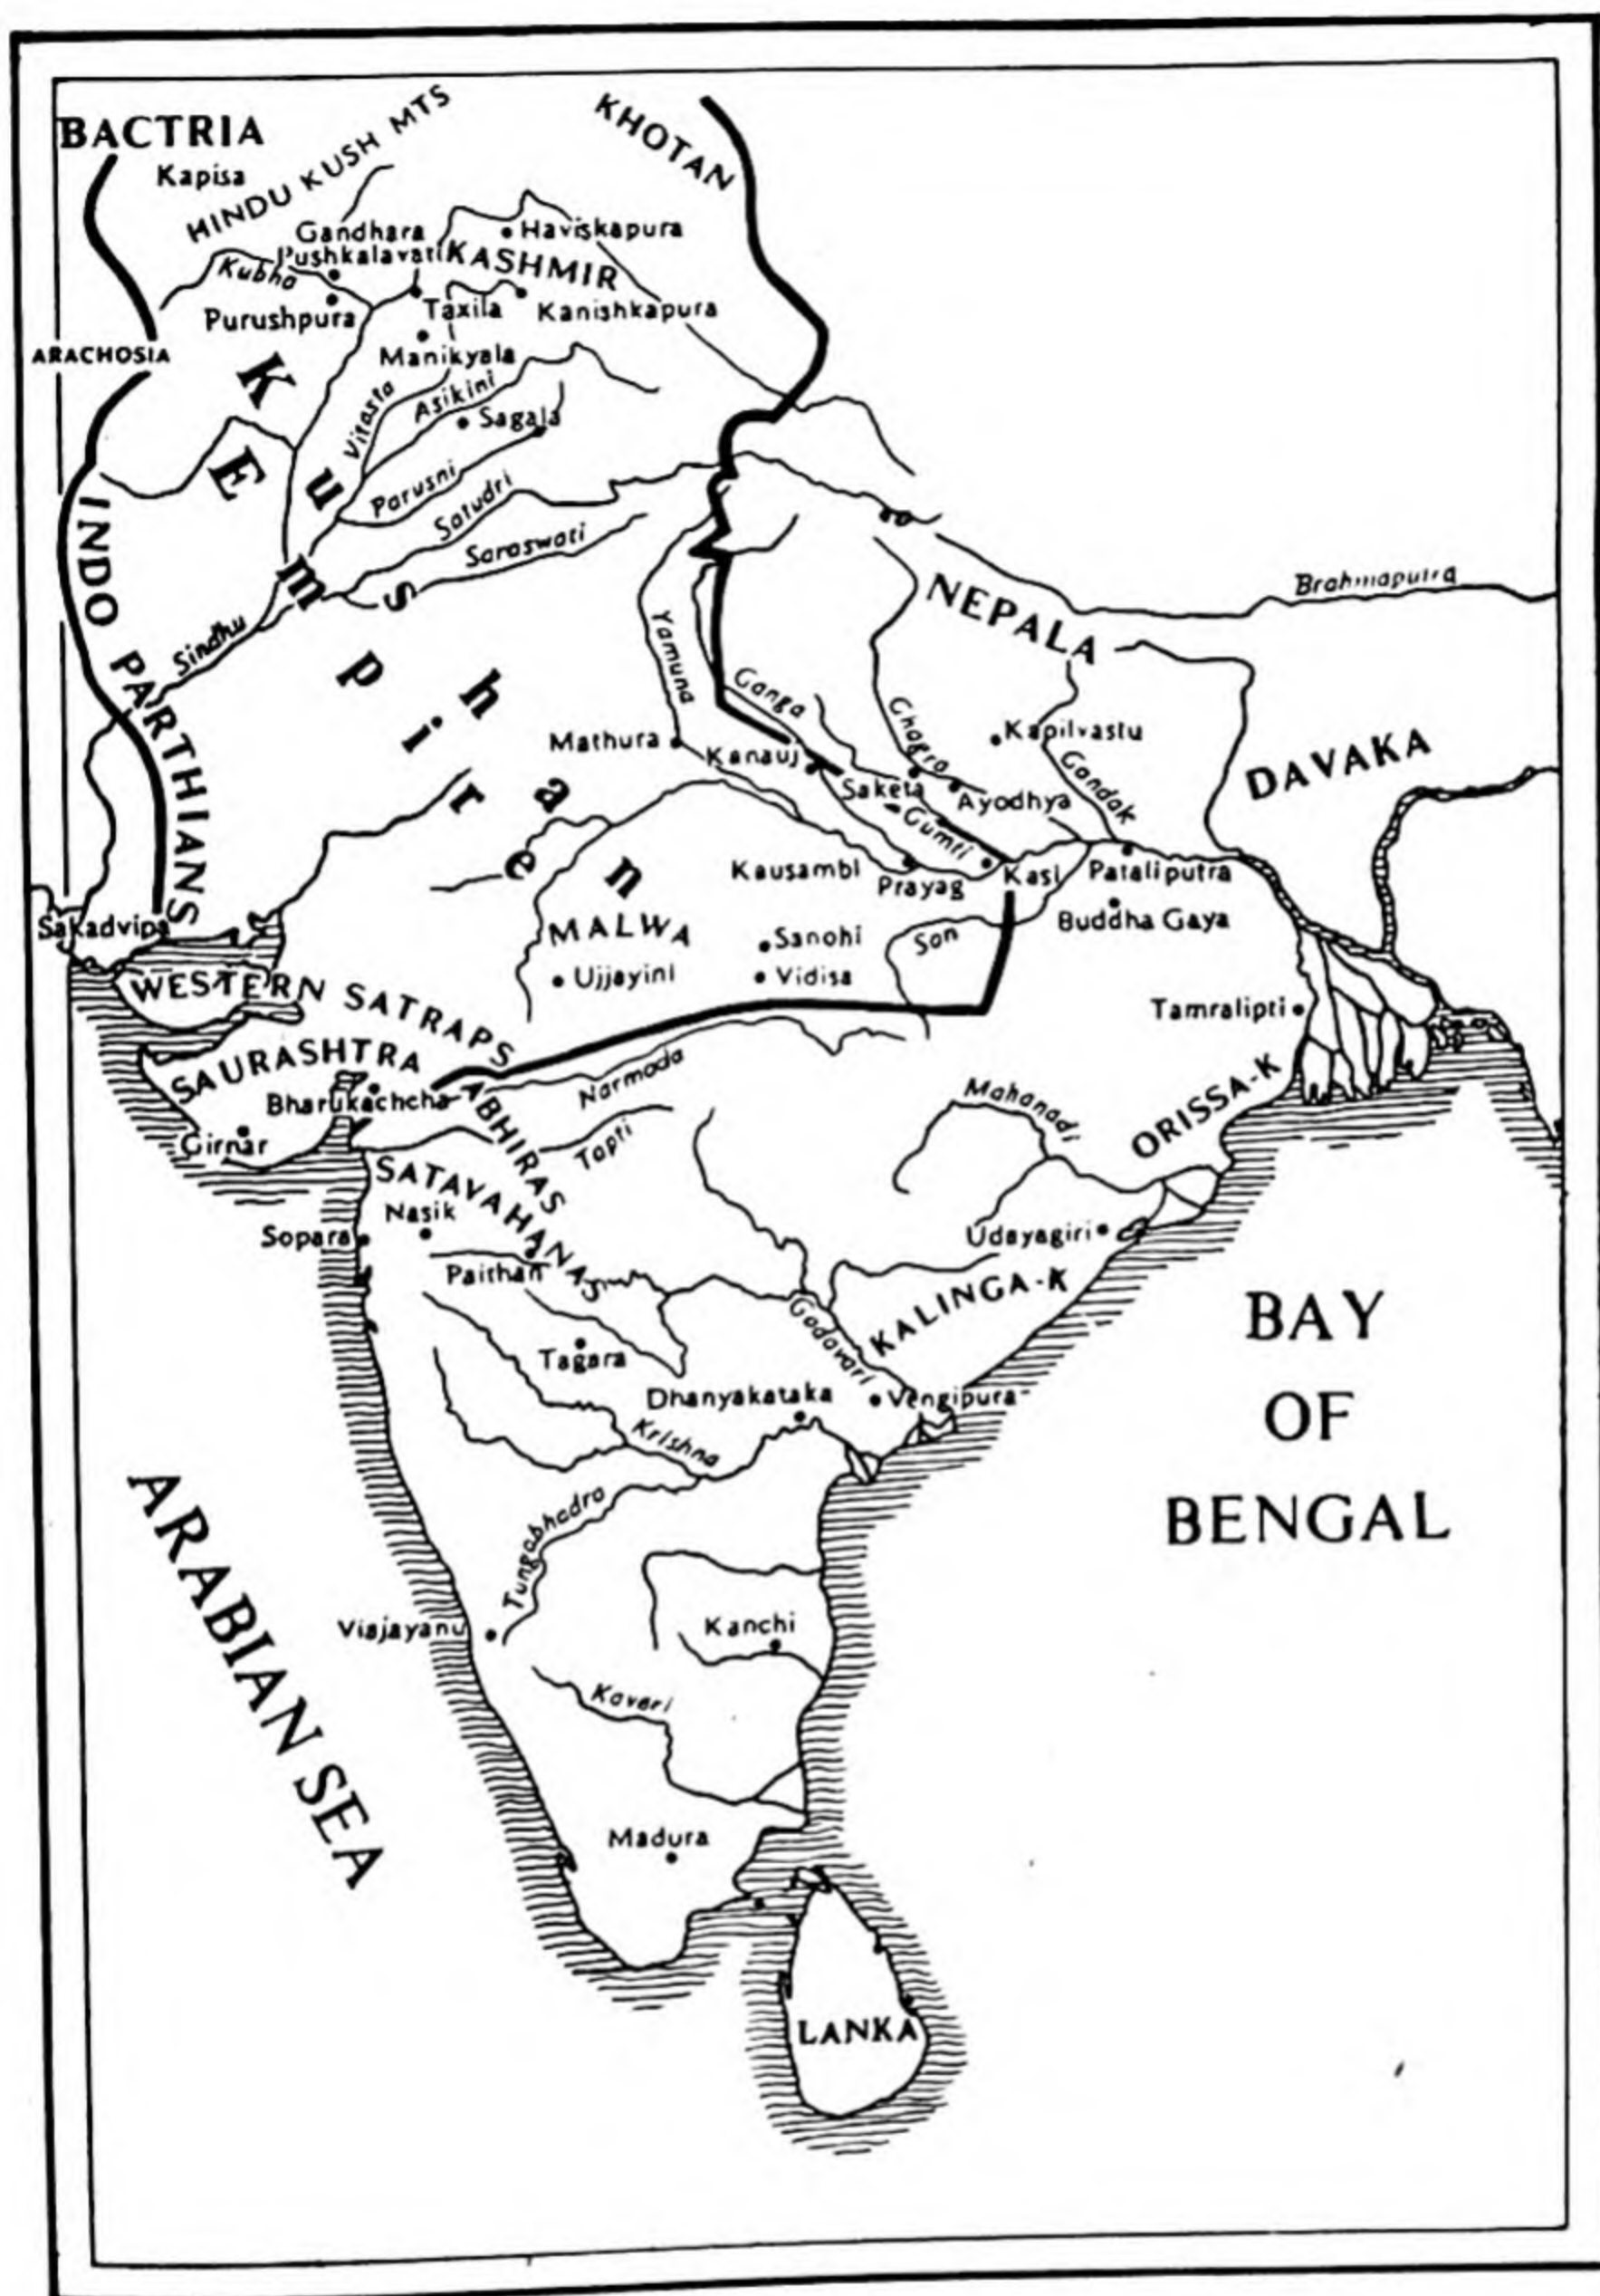 BACTRIA
KHOTAN
Kapisa
HINDU KUSH MTS
Gandhara
Haviskapura
Pushkalavati
KASHMIR
Kubha
Purushpura
Taxila
Kanishkapura
ARACHOSIA
Manikyala
Vitasta
Asikini
Sagala
Kushan
Empire
Parusni
Satudri
Saraswati
INDO PARTHIANS
Sindhu
NEPALA
Brahmaputra
Yamuna
Ganga
Ghagra
Kapilvastu
Gandak
DAVAKA
Mathura
Kanauj
Saketa
Ayodhya
Gumti
Kausambi
Prayag
Kasi
Pataliputra
Buddha Gaya
Sakadvipa
MALWA
Sanohi
Son
Ujjayini
Vidisa
WESTERN SATRAPS
Tamralipti
SAURASHTRA
Bharukachcha
ABHIRAS
Narmada
Mahanadi
ORISSA-K
Girnar
Tapti
SATAVAHANA
Nasik
Sopara
Udayagiri
Paithan
KALINGA-K
Godavari
BAY
OF
BENGAL
Tagara
Dhanyakataka
Vengipura
Krishna
ARABIAN SEA
Tungabhadra
Viajayanu
Kanchi
Kavari
Madura
LANKA